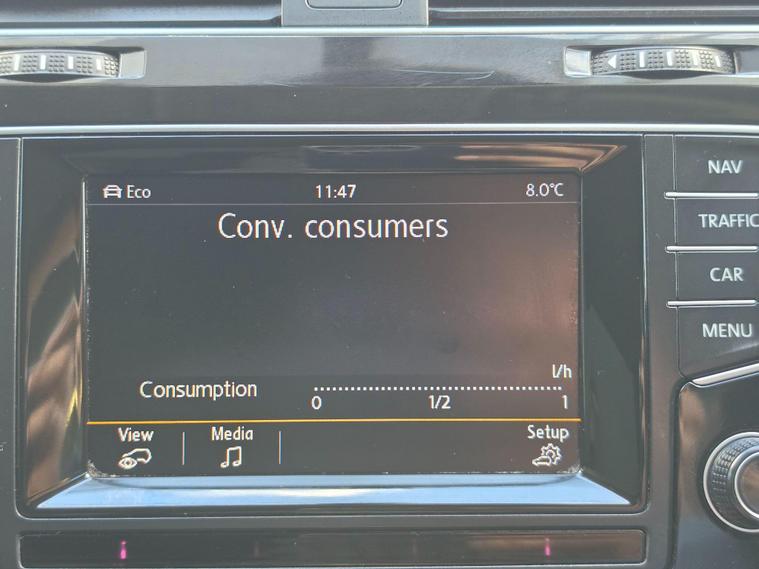 Eco 11:47 8.0°C
Conv. consumers
l/h
Consumption
0 1/2 1
View Media Setup
NAV
TRAFFIC
CAR
MENU